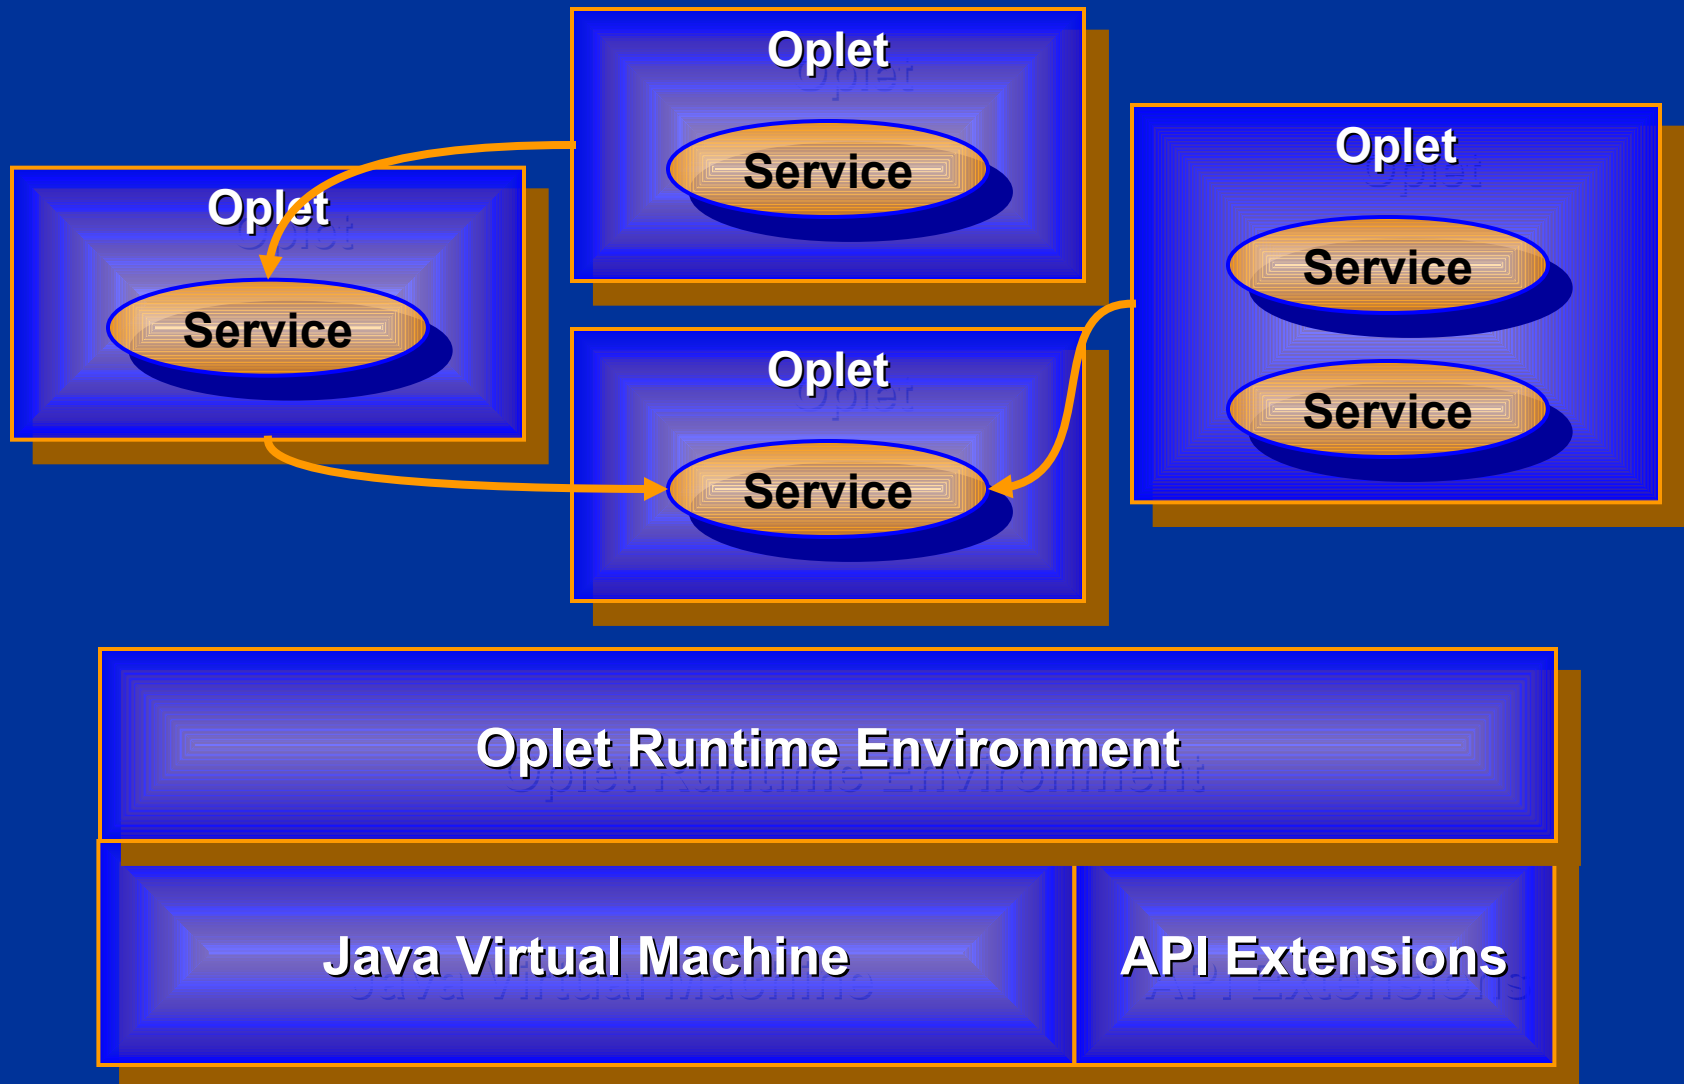 Oplet
Service
Oplet
Service
Oplet
Service
Oplet
Service
Service
Oplet Runtime Environment
Java Virtual Machine
API Extensions